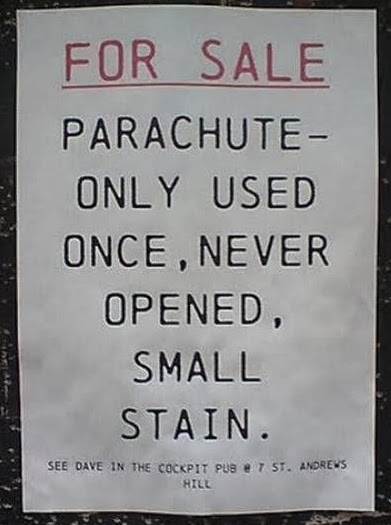 FOR SALE
PARACHUTE-
ONLY USED
ONCE, NEVER
OPENED,
SMALL
STAIN.
SEE DAVE IN THE COCKPIT PUB @ 7 ST. ANDREWS
HILL